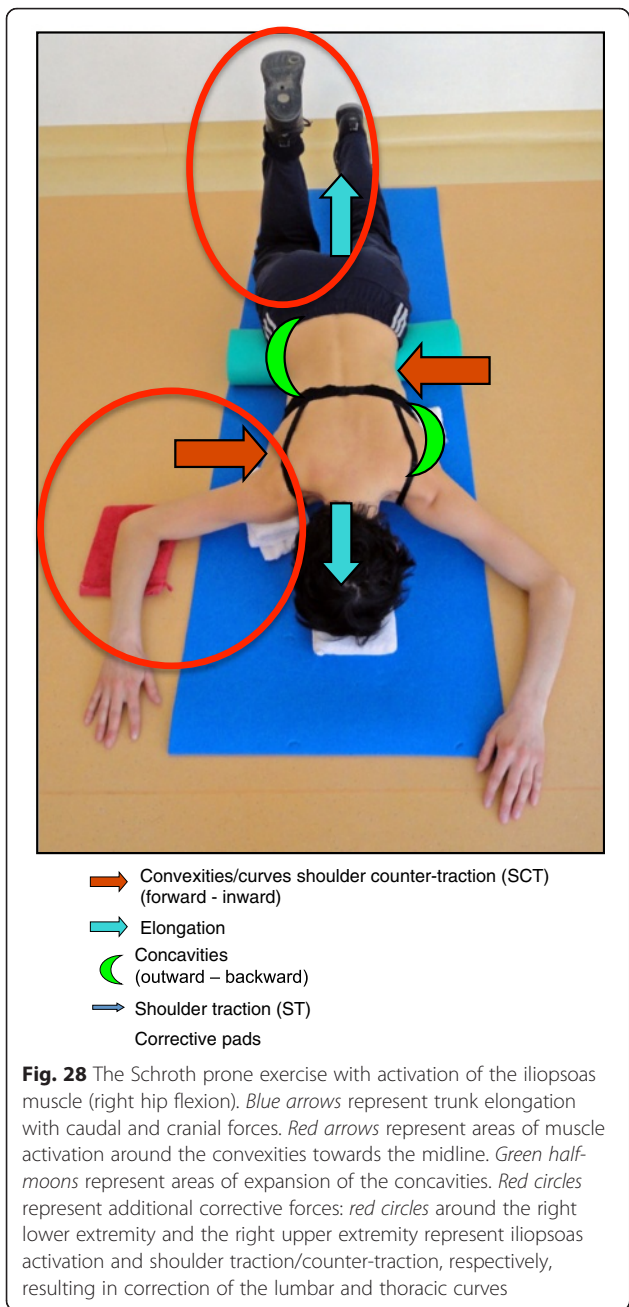 Convexities/curves shoulder counter-traction (SCT)
(forward - inward)
Elongation
Concavities
(outward – backward)
Shoulder traction (ST)
Corrective pads
Fig. 28 The Schroth prone exercise with activation of the iliopsoas
muscle (right hip flexion). Blue arrows represent trunk elongation
with caudal and cranial forces. Red arrows represent areas of muscle
activation around the convexities towards the midline. Green half-
moons represent areas of expansion of the concavities. Red circles
represent additional corrective forces: red circles around the right
lower extremity and the right upper extremity represent iliopsoas
activation and shoulder traction/counter-traction, respectively,
resulting in correction of the lumbar and thoracic curves